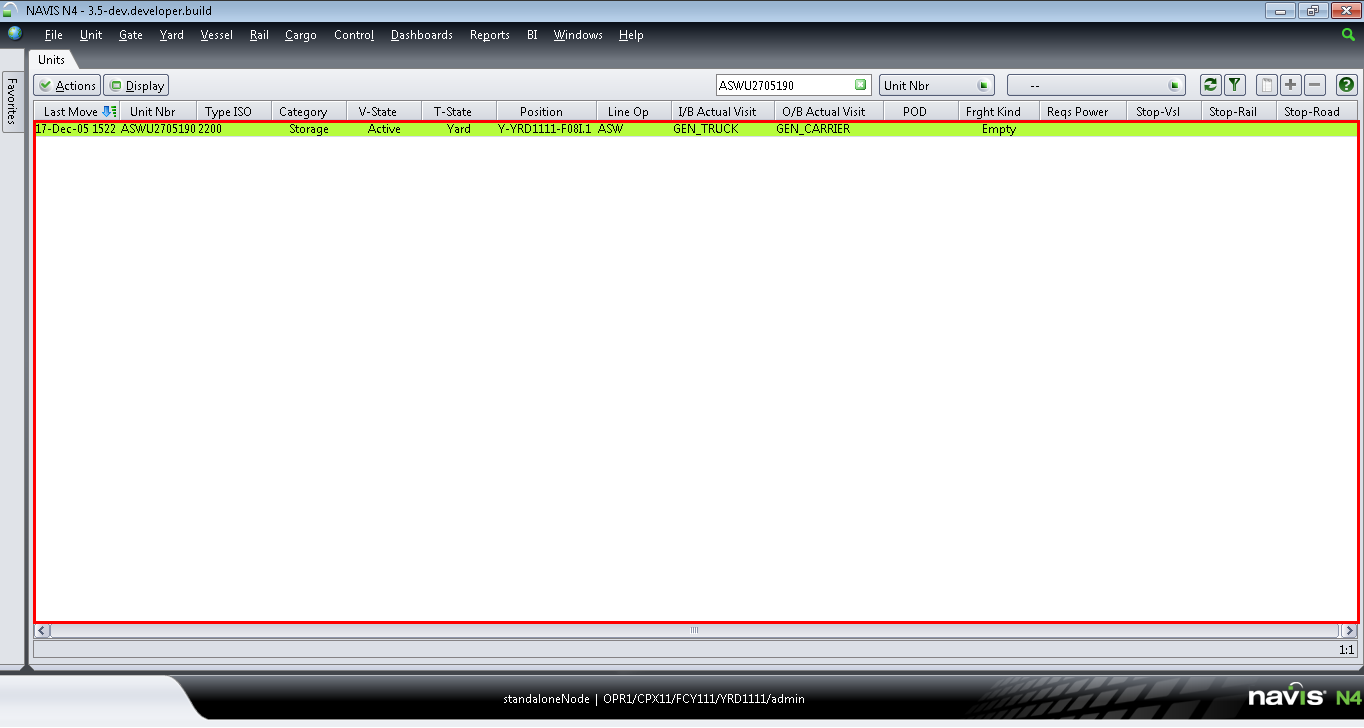 NAVIS N4 - 3.5-dev.developer.build
File Unit Gate Yard Vessel Rail Cargo Control Dashboards Reports BI Windows Help
Favorites
Units
Actions Display ASWU2705190 Unit Nbr --
Last Move Unit Nbr Type ISO Category V-State T-State Position Line Op I/B Actual Visit O/B Actual Visit POD Frght Kind Reqs Power Stop-Vsl Stop-Rail Stop-Road
17-Dec-05 1522 ASWU2705190 2200 Storage Active Yard Y-YRD1111-F08I.1 ASW GEN_TRUCK GEN_CARRIER Empty
1:1
standaloneNode | OPR1/CPX11/FCY111/YRD1111/admin
navis N4